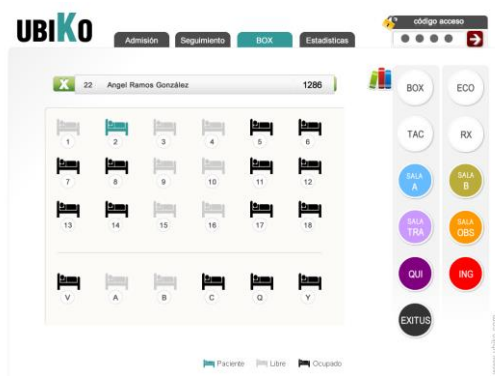 UBIKO
Admisión Seguimiento BOX Estadísticas
código acceso
X 22 Angel Ramos González 1286
1 2 3 4 5 6
7 8 9 10 11 12
13 14 15 16 17 18
V A B C Q Y
Paciente Libre Ocupado
BOX ECO
TAC RX
SALA A SALA B
SALA TRA SALA OBS
QUI ING
EXITUS